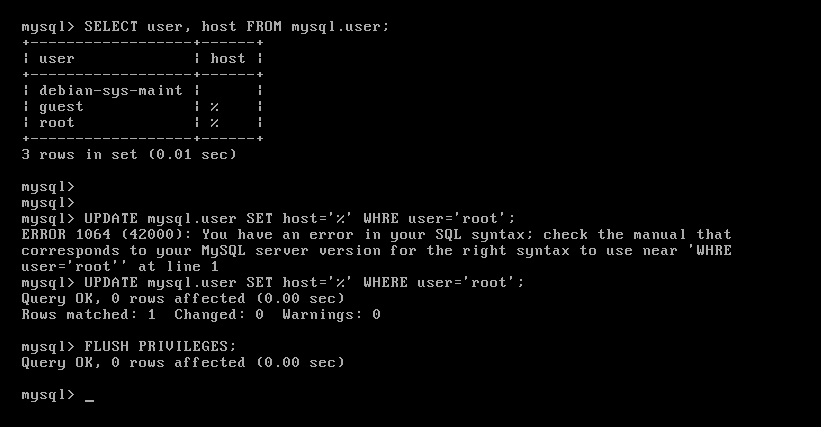 mysql> SELECT user, host FROM mysql.user;
+------------------+------+
| user             | host |
+------------------+------+
| debian-sys-maint |      |
| guest            | %    |
| root             | %    |
+------------------+------+
3 rows in set (0.01 sec)
mysql>
mysql>
mysql> UPDATE mysql.user SET host='%' WHRE user='root';
ERROR 1064 (42000): You have an error in your SQL syntax; check the manual that
corresponds to your MySQL server version for the right syntax to use near 'WHRE
user='root'' at line 1
mysql> UPDATE mysql.user SET host='%' WHERE user='root';
Query OK, 0 rows affected (0.00 sec)
Rows matched: 1  Changed: 0  Warnings: 0
mysql> FLUSH PRIVILEGES;
Query OK, 0 rows affected (0.00 sec)
mysql> _